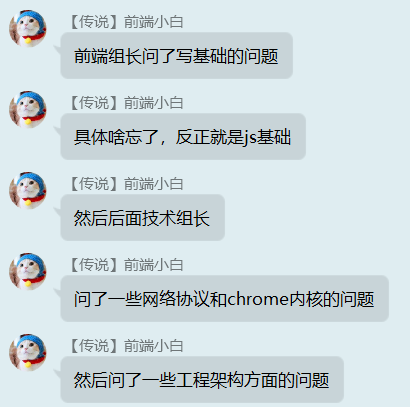 【传说】前端小白
前端组长问了写基础的问题
【传说】前端小白
具体啥忘了，反正就是js基础
【传说】前端小白
然后后面技术组长
【传说】前端小白
问了一些网络协议和chrome内核的问题
【传说】前端小白
然后问了一些工程架构方面的问题